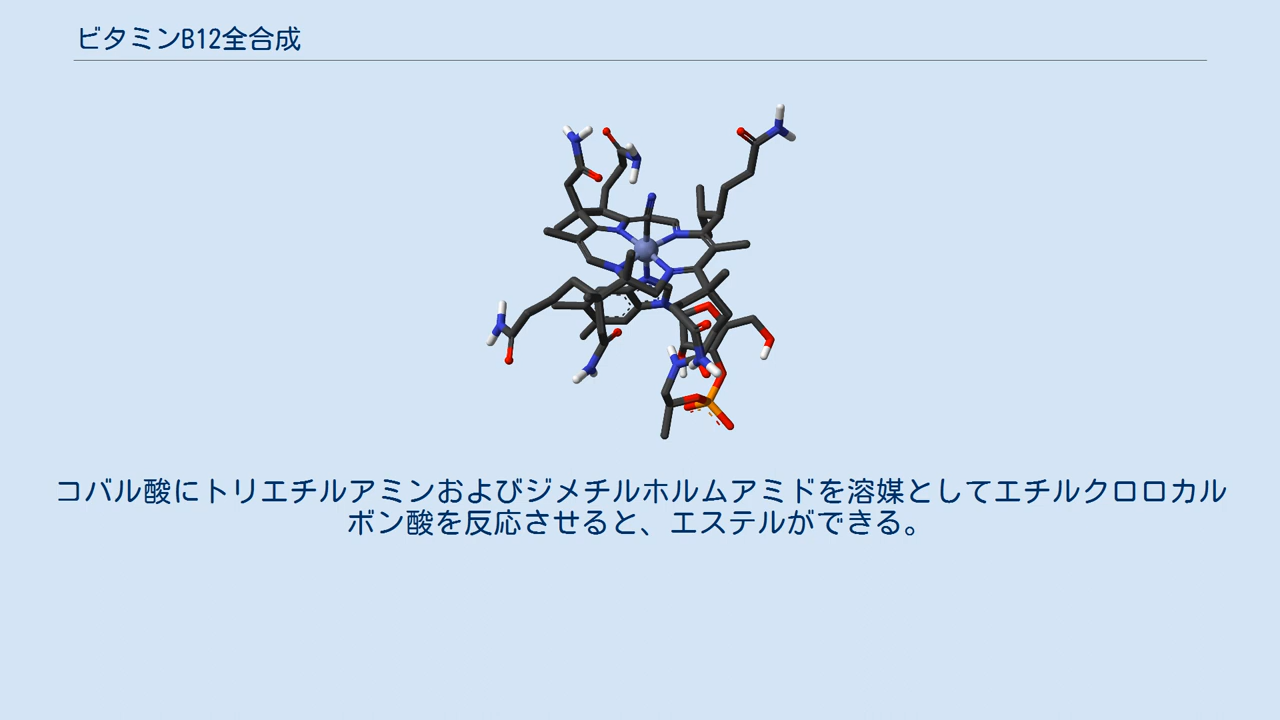 ビタミンB12全合成
コバル酸にトリエチルアミンおよびジメチルホルムアミドを溶媒としてエチルクロロカル
ボン酸を反応させると、エステルができる。